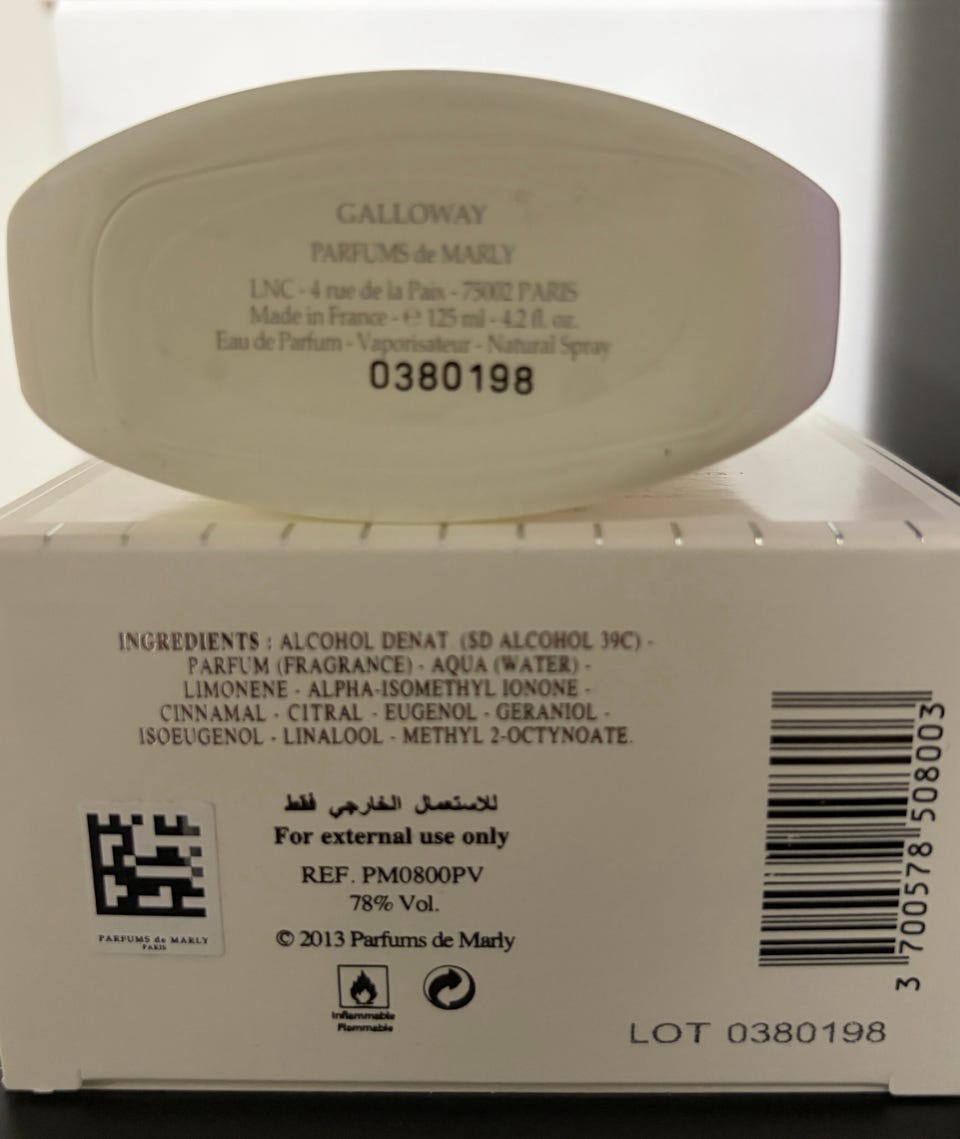 GALLOWAY
PARFUMS de MARLY
LNC - 4 rue de la Paix - 75002 PARIS
Made in France - ℮ 125 ml - 4.2 fl. oz.
Eau de Parfum - Vaporisateur - Natural Spray
0380198
INGREDIENTS : ALCOHOL DENAT (SD ALCOHOL 39C) -
PARFUM (FRAGRANCE) - AQUA (WATER) -
LIMONENE - ALPHA-ISOMETHYL IONONE -
CINNAMAL - CITRAL - EUGENOL - GERANIOL -
ISOEUGENOL - LINALOOL - METHYL 2-OCTYNOATE.
للاستعمال الخارجي فقط
For external use only
REF. PM0800PV
78% Vol.
© 2013 Parfums de Marly
Inflammable
Flammable
PARFUMS de MARLY
PARIS
3 700578 508003
LOT 0380198